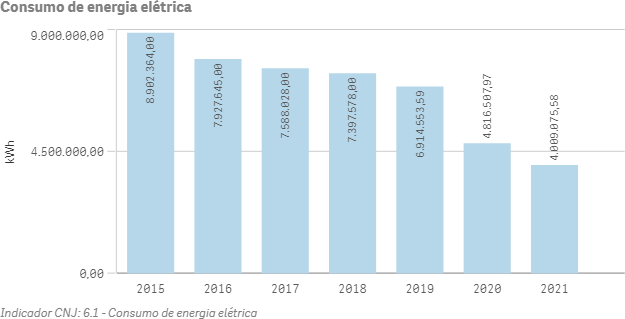 Consumo de energia elétrica
9.000.000,00
4.500.000,00
0,00
kWh
8.902.364,00
7.927.645,00
7.588.028,00
7.397.578,00
6.914.553,59
4.816.507,97
4.009.075,58
2015 2016 2017 2018 2019 2020 2021
Indicador CNJ: 6.1 - Consumo de energia elétrica